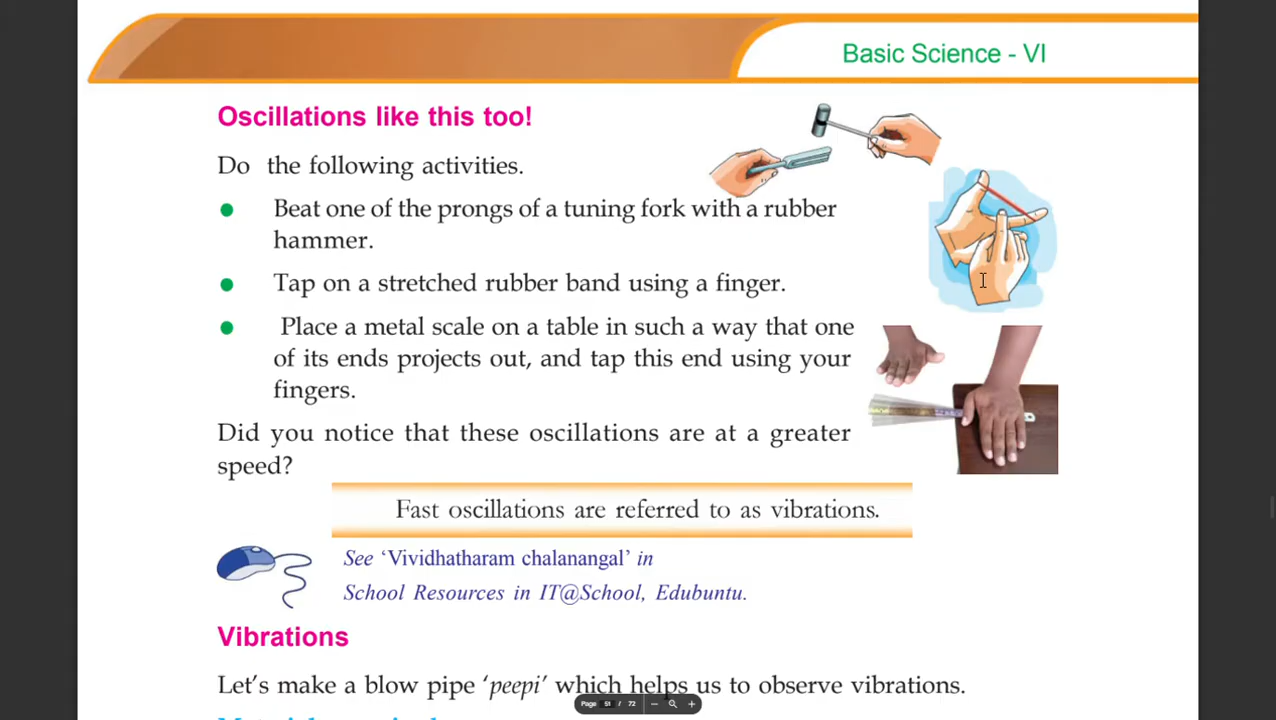 Basic Science - VI
Oscillations like this too!
Do the following activities.
Beat one of the prongs of a tuning fork with a rubber
hammer.
Tap on a stretched rubber band using a finger.
Place a metal scale on a table in such a way that one
of its ends projects out, and tap this end using your
fingers.
Did you notice that these oscillations are at a greater
speed?
Fast oscillations are referred to as vibrations.
See ‘Vividhatharam chalanangal’ in
School Resources in IT@School, Edubuntu.
Vibrations
Let's make a blow pipe ‘peepi’ which helps us to observe vibrations.
Page 51 / 72